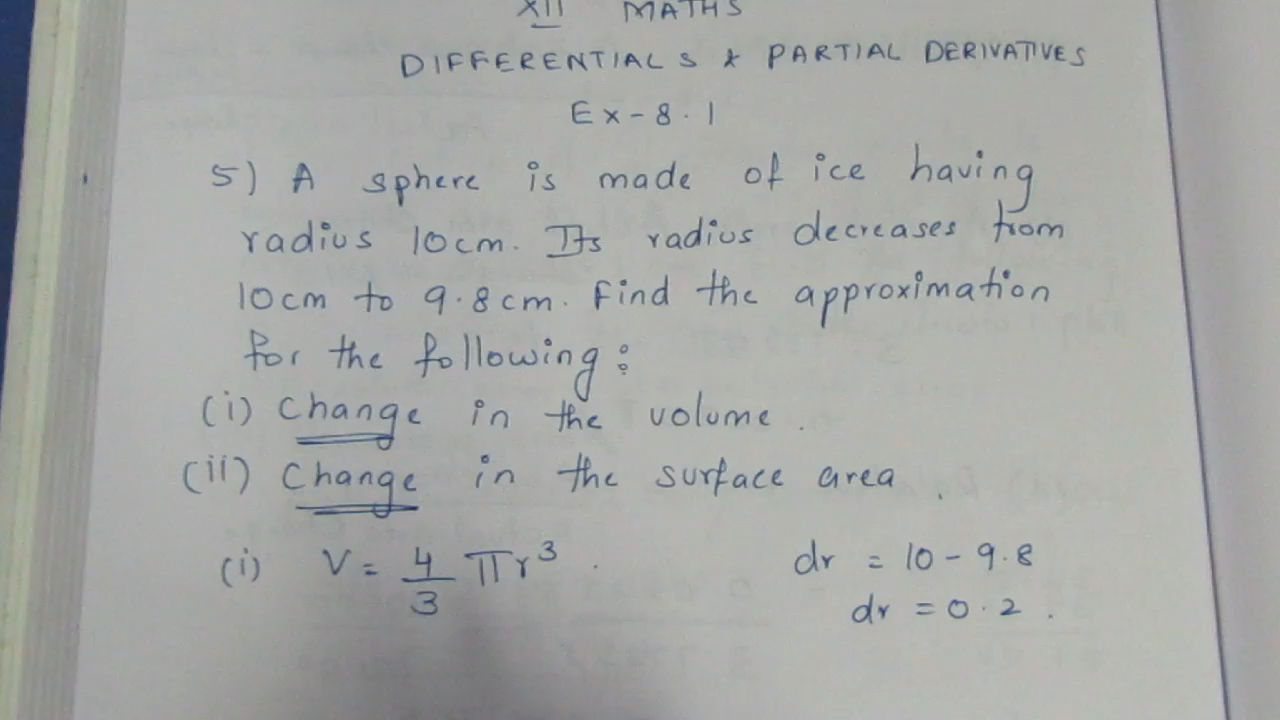 XII MATHS
DIFFERENTIALS & PARTIAL DERIVATIVES
Ex-8.1
5) A sphere is made of ice having
radius 10cm. Its radius decreases from
10cm to 9.8cm. Find the approximation
for the following:
(i) Change in the volume.
(ii) Change in the surface area.
(i) V = 4/3 πr³. dr = 10 - 9.8
dr = 0.2.